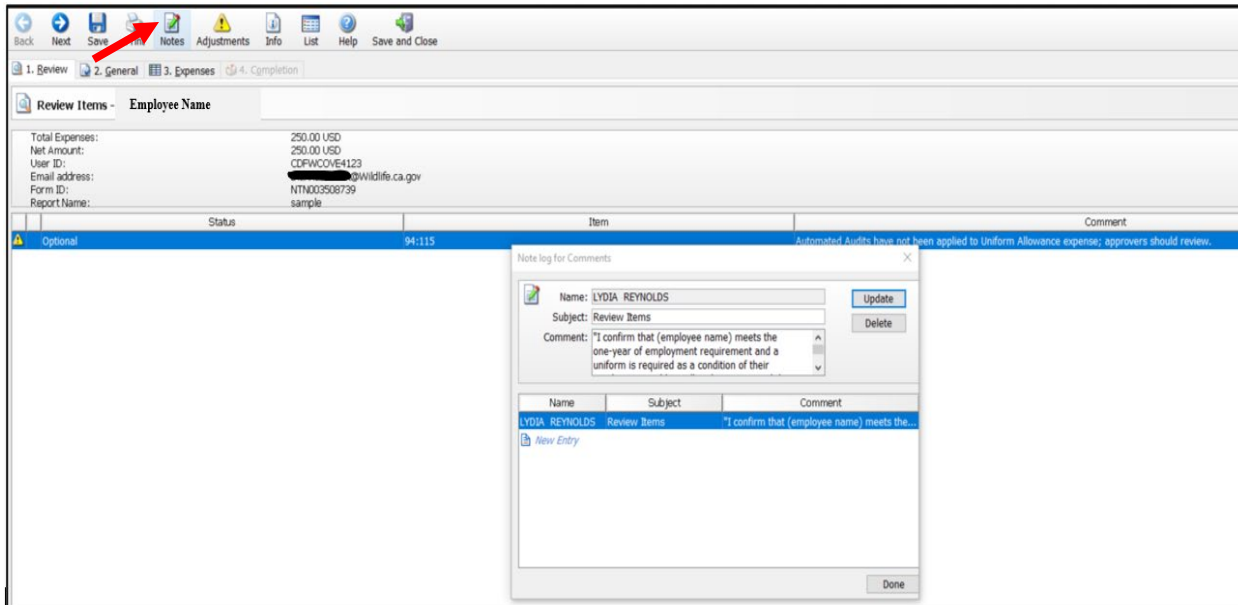 Back Next Save Notes Adjustments Info List Help Save and Close
1. Review 2. General 3. Expenses 4. Completion
Review Items - Employee Name
Total Expenses: 250.00 USD
Net Amount: 250.00 USD
User ID: CDFWCOVE4123
Email address: @Wildlife.ca.gov
Form ID: NTN003508739
Report Name: sample
Status Item Comment
Optional 94:115 Automated Audits have not been applied to Uniform Allowance expense; approvers should review.
Note log for Comments
Name: LYDIA REYNOLDS Update
Subject: Review Items Delete
Comment: "I confirm that (employee name) meets the
one-year of employment requirement and a
uniform is required as a condition of their
Name Subject Comment
LYDIA REYNOLDS Review Items "I confirm that (employee name) meets the...
New Entry
Done